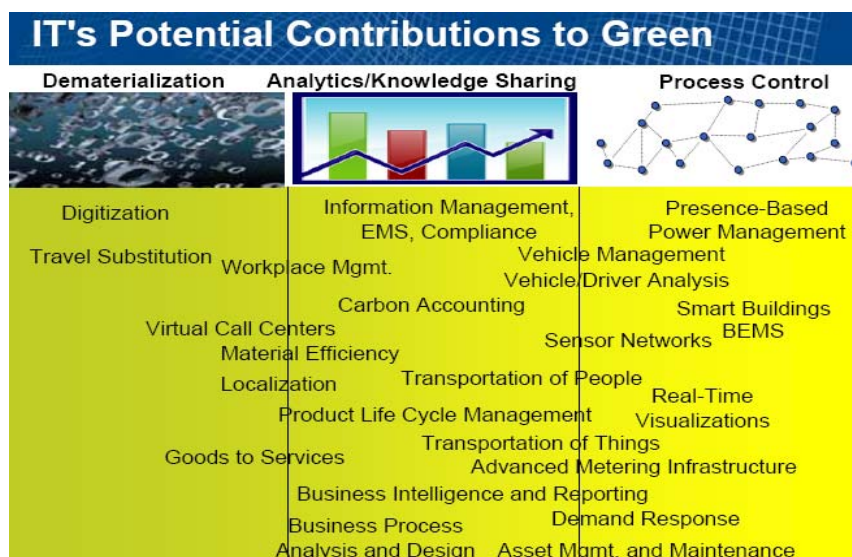 IT's Potential Contributions to Green
Dematerialization
Analytics/Knowledge Sharing
Process Control
Digitization
Information Management,
EMS, Compliance
Presence-Based
Power Management
Travel Substitution
Workplace Mgmt.
Vehicle Management
Vehicle/Driver Analysis
Carbon Accounting
Smart Buildings
BEMS
Virtual Call Centers
Material Efficiency
Sensor Networks
Localization
Transportation of People
Real-Time
Visualizations
Product Life Cycle Management
Transportation of Things
Goods to Services
Advanced Metering Infrastructure
Business Intelligence and Reporting
Business Process
Analysis and Design
Demand Response
Asset Mgmt. and Maintenance